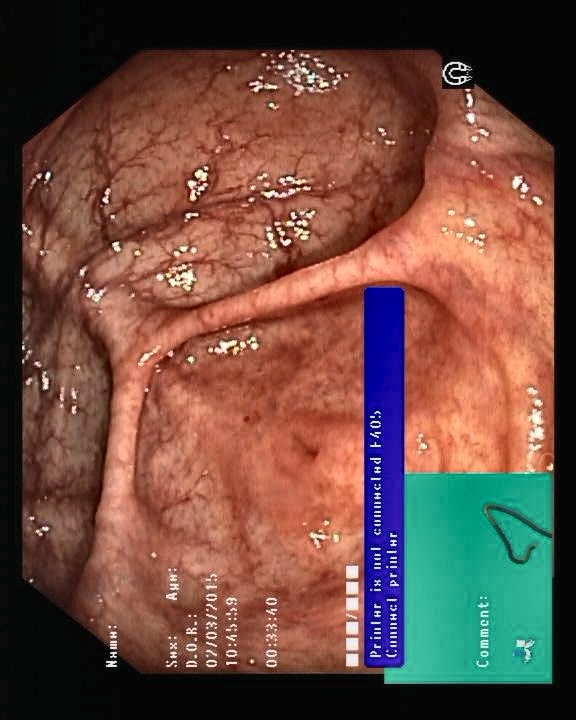 Name:
Sex: Age:
D.O.B.:
02/03/2015
10:45:59
00:33:40
Printer is not connected F405
Connect printer
Comment: